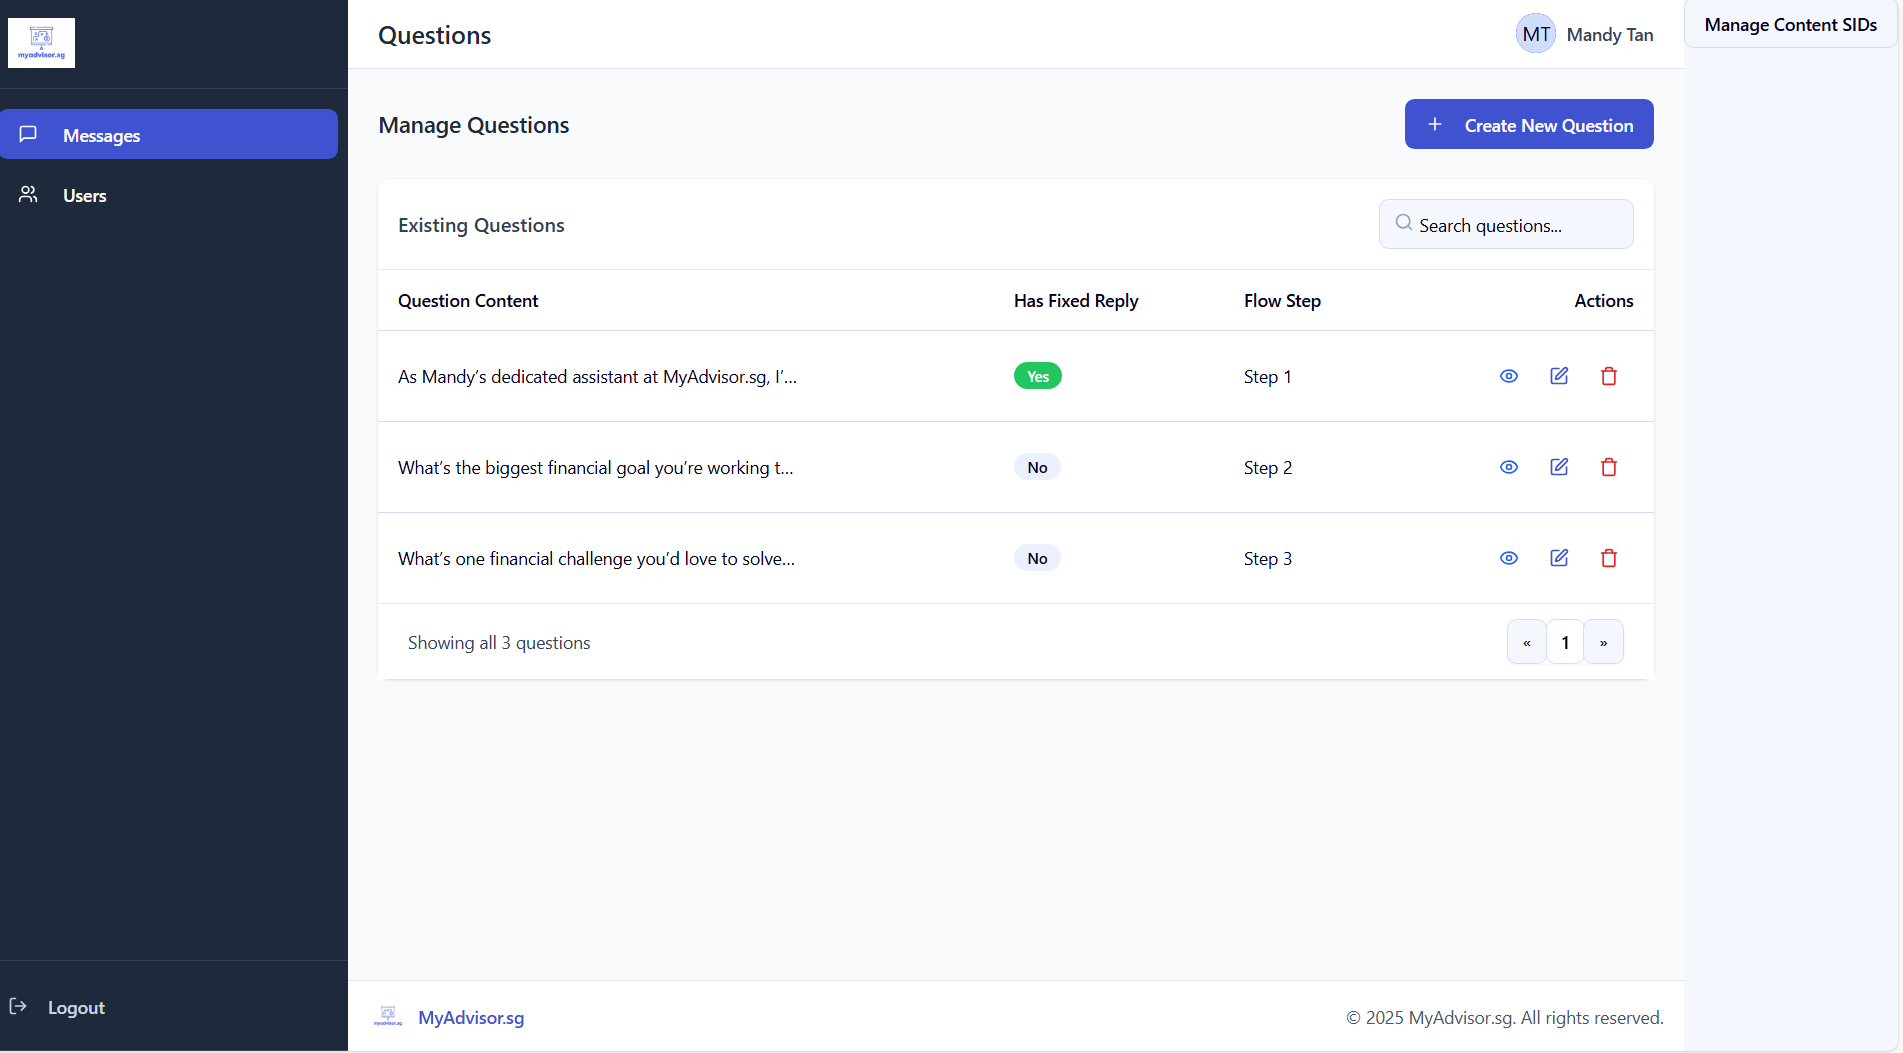 myadvisor.sg
Messages
Users
Logout
Questions
MT Mandy Tan
Manage Content SIDs
Manage Questions
+ Create New Question
Existing Questions
Search questions...
Question Content Has Fixed Reply Flow Step Actions
As Mandy’s dedicated assistant at MyAdvisor.sg, I’... Yes Step 1
What’s the biggest financial goal you’re working t... No Step 2
What’s one financial challenge you’d love to solve... No Step 3
Showing all 3 questions
« 1 »
myadvisor.sg
MyAdvisor.sg
© 2025 MyAdvisor.sg. All rights reserved.